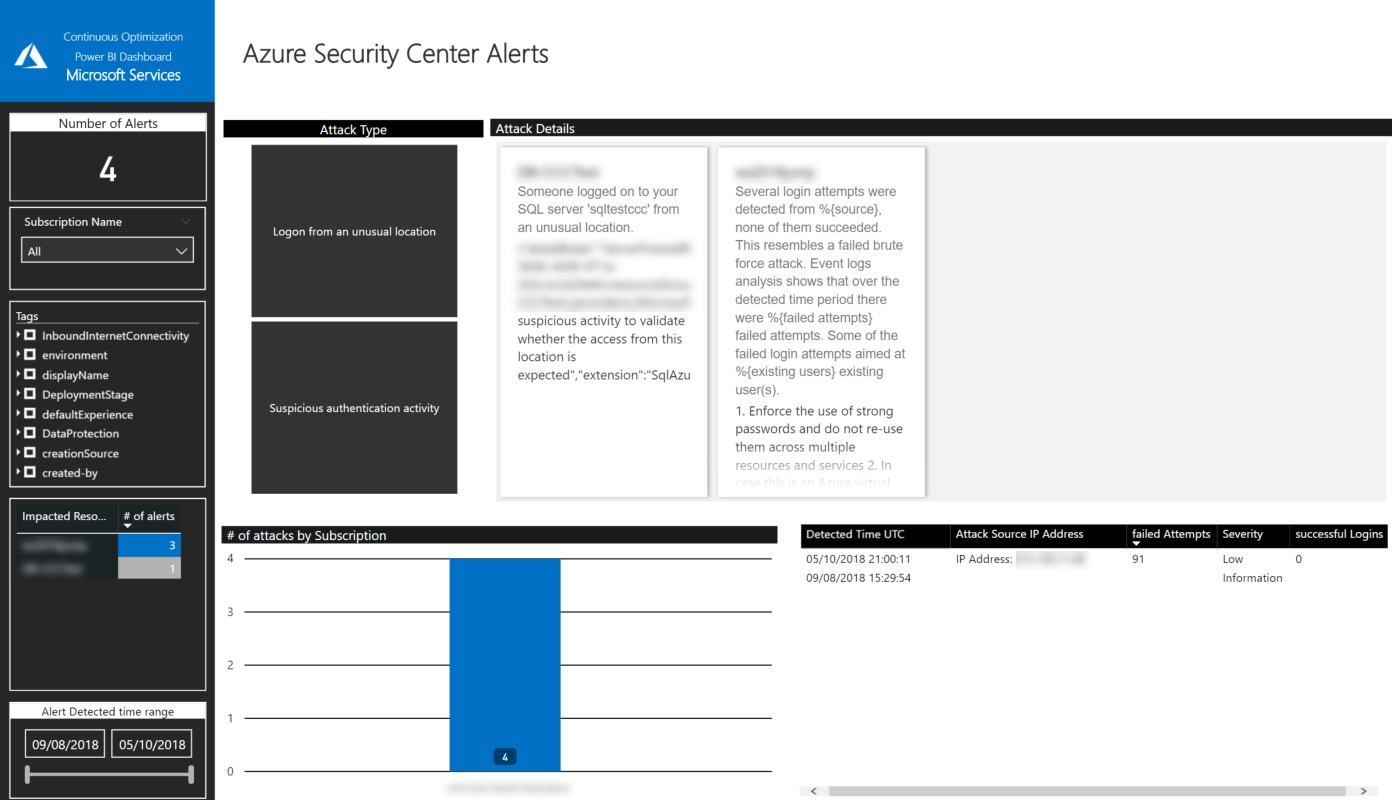 Continuous Optimization
Power BI Dashboard
Microsoft Services
Azure Security Center Alerts
Number of Alerts
4
Subscription Name
All
Tags
InboundInternetConnectivity
environment
displayName
DeploymentStage
defaultExperience
DataProtection
creationSource
created-by
Impacted Reso... # of alerts
3
1
Alert Detected time range
09/08/2018 05/10/2018
Attack Type
Logon from an unusual location
Suspicious authentication activity
Attack Details
Someone logged on to your
SQL server 'sqltestccc' from
an unusual location.
suspicious activity to validate
whether the access from this
location is
expected","extension":"SqlAzu
Several login attempts were
detected from %{source},
none of them succeeded.
This resembles a failed brute
force attack. Event logs
analysis shows that over the
detected time period there
were %{failed attempts}
failed attempts. Some of the
failed login attempts aimed at
%{existing users} existing
user(s).
1. Enforce the use of strong
passwords and do not re-use
them across multiple
resources and services 2. In
case this is an Azure virtual
# of attacks by Subscription
4
3
2
1
0
4
Detected Time UTC Attack Source IP Address failed Attempts Severity successful Logins
05/10/2018 21:00:11 IP Address: 91 Low 0
09/08/2018 15:29:54 Information